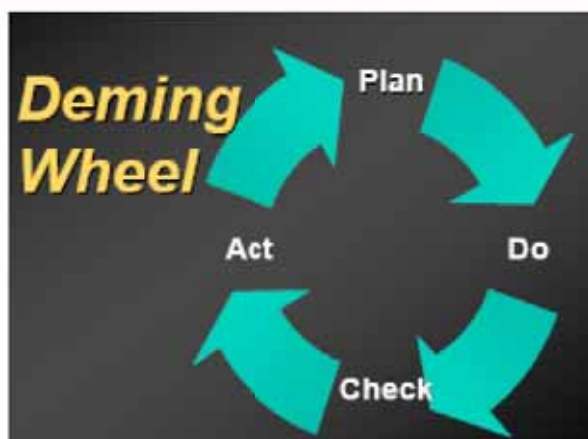 Deming
Wheel
Plan
Do
Check
Act